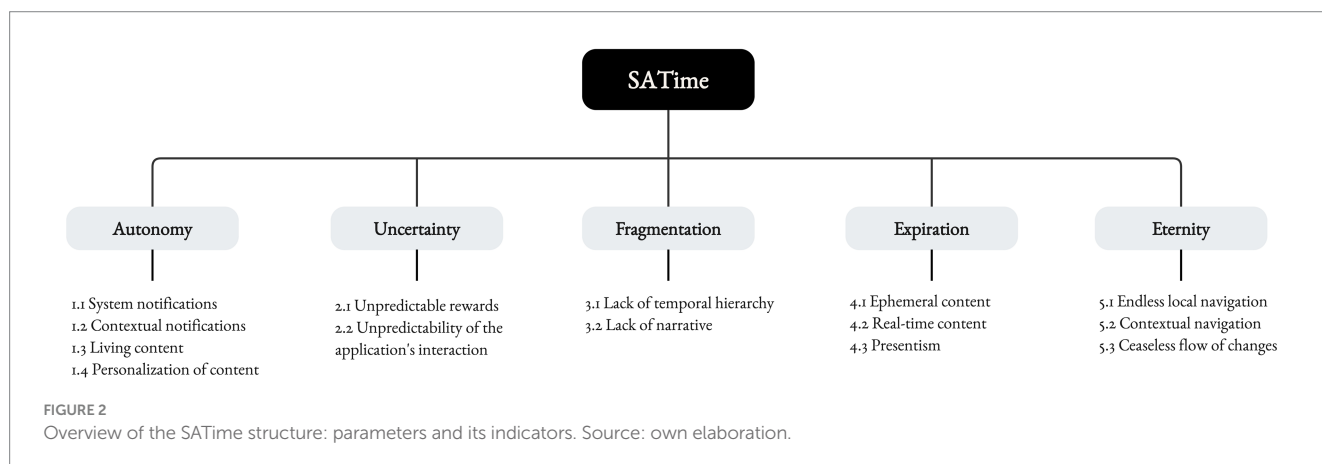 SATime
Autonomy
Uncertainty
Fragmentation
Expiration
Eternity
1.1 System notifications
1.2 Contextual notifications
1.3 Living content
1.4 Personalization of content
2.1 Unpredictable rewards
2.2 Unpredictability of the
application's interaction
3.1 Lack of temporal hierarchy
3.2 Lack of narrative
4.1 Ephemeral content
4.2 Real-time content
4.3 Presentism
5.1 Endless local navigation
5.2 Contextual navigation
5.3 Ceaseless flow of changes
FIGURE 2
Overview of the SATime structure: parameters and its indicators. Source: own elaboration.